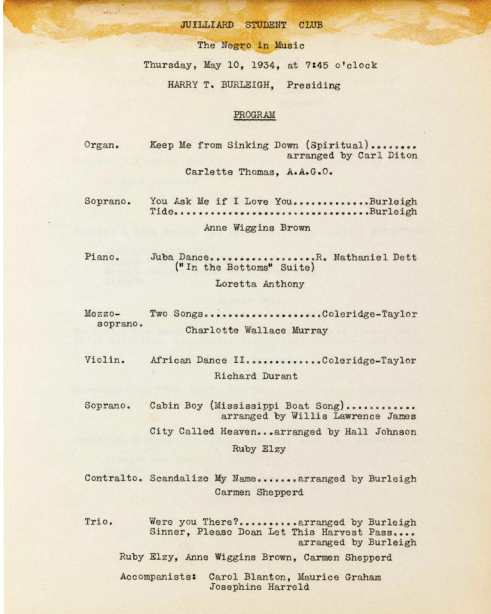 JUILLIARD STUDENT CLUB
The Negro in Music
Thursday, May 10, 1934, at 7:45 o'clock
HARRY T. BURLEIGH, Presiding
PROGRAM
Organ. Keep Me from Sinking Down (Spiritual)........
arranged by Carl Diton
Carlette Thomas, A.A.G.O.
Soprano. You Ask Me if I Love You.............Burleigh
Tide.................................Burleigh
Anne Wiggins Brown
Piano. Juba Dance..................R. Nathaniel Dett
("In the Bottoms" Suite)
Loretta Anthony
Mezzo- Two Songs....................Coleridge-Taylor
soprano.
Charlotte Wallace Murray
Violin. African Dance II.............Coleridge-Taylor
Richard Durant
Soprano. Cabin Boy (Mississippi Boat Song)............
arranged by Willis Lawrence James
City Called Heaven...arranged by Hall Johnson
Ruby Elzy
Contralto. Scandalize My Name.......arranged by Burleigh
Carmen Shepperd
Trio. Were you There?..........arranged by Burleigh
Sinner, Please Doan Let This Harvest Pass....
arranged by Burleigh
Ruby Elzy, Anne Wiggins Brown, Carmen Shepperd
Accompanists: Carol Blanton, Maurice Graham
Josephine Harreld